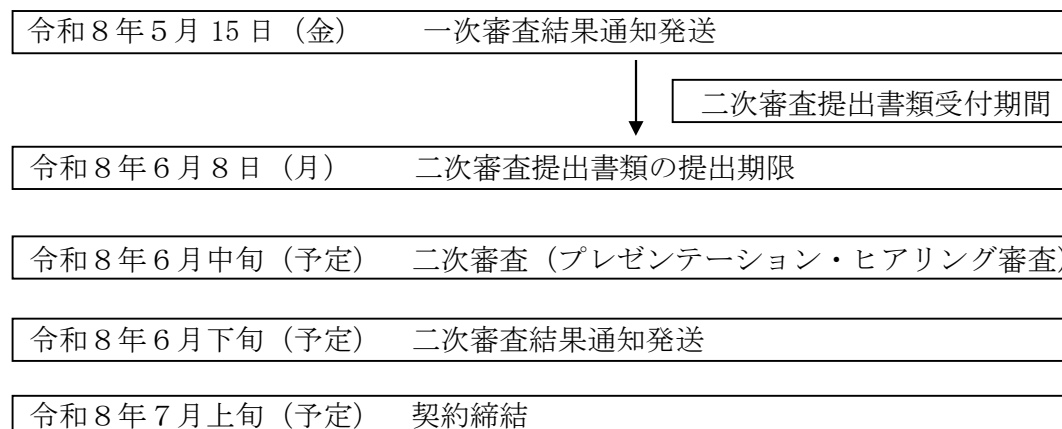 令和８年５月 15 日（金）　　一次審査結果通知発送
二次審査提出書類受付期間
令和８年６月８日（月）　　二次審査提出書類の提出期限
令和８年６月中旬（予定）　二次審査（プレゼンテーション・ヒアリング審査）
令和８年６月下旬（予定）　二次審査結果通知発送
令和８年７月上旬（予定）　契約締結